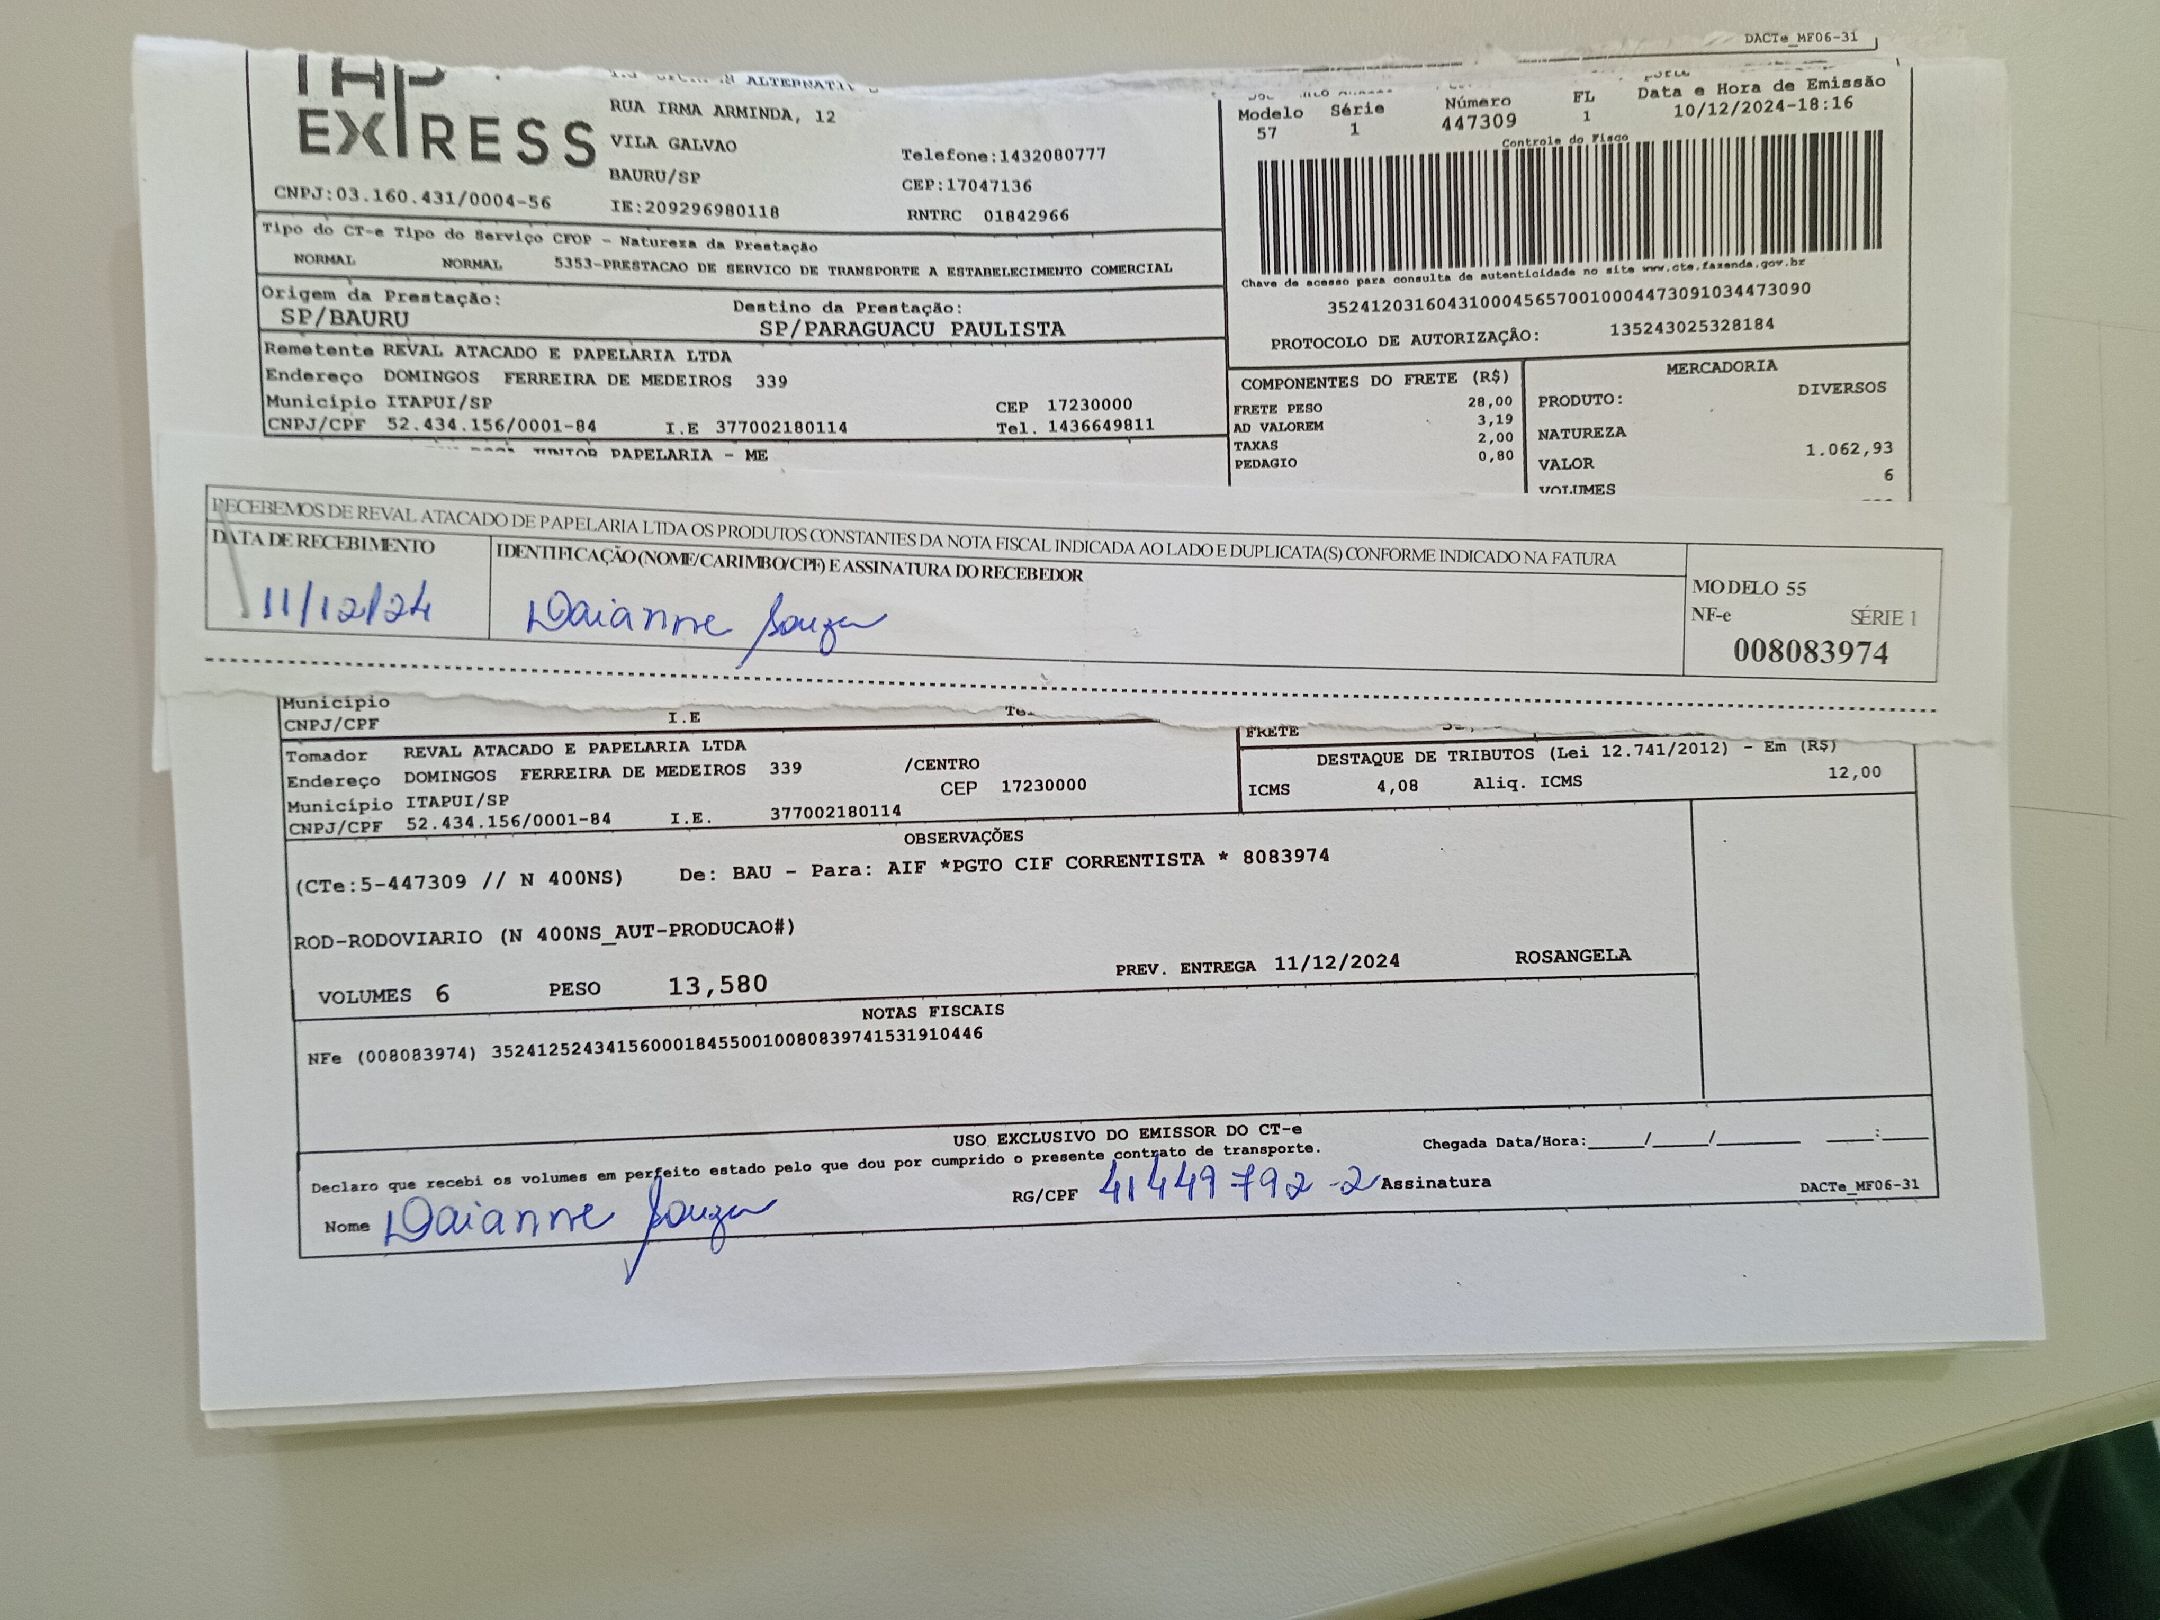 DACTe_MF06-31
EXPRESS
RUA IRMA ARMINDA, 12
VILA GALVAO
BAURU/SP
Telefone:1432080777
CEP:17047136
CNPJ:03.160.431/0004-56
IE:209296980118
RNTRC 01842966
Modelo Série Número FL Data e Hora de Emissão
57 1 447309 1 10/12/2024-18:16
Controle do Fisco
Chave de acesso para consulta de autenticidade no site www.cte.fazenda.gov.br
35241203160431000456570010004473091034473090
PROTOCOLO DE AUTORIZAÇÂO: 135243025328184
Tipo do CT-e Tipo do Serviço CFOP - Natureza da Prestação
NORMAL NORMAL 5353-PRESTACAO DE SERVICO DE TRANSPORTE A ESTABELECIMENTO COMERCIAL
Origem da Prestação: Destino da Prestação:
SP/BAURU SP/PARAGUACU PAULISTA
Remetente REVAL ATACADO E PAPELARIA LTDA
Endereço DOMINGOS FERREIRA DE MEDEIROS 339
Município ITAPUI/SP CEP 17230000
CNPJ/CPF 52.434.156/0001-84 I.E 377002180114 Tel. 1436649811
PAPELARIA - ME
COMPONENTES DO FRETE (R$)
FRETE PESO 28,00
AD VALOREM 3,19
TAXAS 2,00
PEDAGIO 0,80
MERCADORIA
PRODUTO: DIVERSOS
NATUREZA
VALOR 1.062,93
VOLUMES 6
RECEBEMOS DE REVAL ATACADO DE PAPELARIA LTDA OS PRODUTOS CONSTANTES DA NOTA FISCAL INDICADA AO LADO E DUPLICATA(S) CONFORME INDICADO NA FATURA
DATA DE RECEBIMENTO
IDENTIFICAÇÃO (NOME/CARIMBO/CPF) E ASSINATURA DO RECEBEDOR
11/12/24
Daianne Souza
MODELO 55
NF-e SÉRIE 1
008083974
Município
CNPJ/CPF I.E
FRETE
Tomador REVAL ATACADO E PAPELARIA LTDA
Endereço DOMINGOS FERREIRA DE MEDEIROS 339 /CENTRO
Município ITAPUI/SP CEP 17230000
CNPJ/CPF 52.434.156/0001-84 I.E. 377002180114
DESTAQUE DE TRIBUTOS (Lei 12.741/2012) - Em (R$)
ICMS 4,08 Aliq. ICMS 12,00
OBSERVAÇÕES
(CTe:5-447309 // N 400NS) De: BAU - Para: AIF *PGTO CIF CORRENTISTA * 8083974
ROD-RODOVIARIO (N 400NS_AUT-PRODUCAO#)
VOLUMES 6 PESO 13,580 PREV. ENTREGA 11/12/2024 ROSANGELA
NOTAS FISCAIS
NFe (008083974) 35241252434156000184550010080839741531910446
USO EXCLUSIVO DO EMISSOR DO CT-e
Declaro que recebi os volumes em perfeito estado pelo que dou por cumprido o presente contrato de transporte.
Chegada Data/Hora:____/____/______ ___:___
Nome Daianne Souza RG/CPF 41449792-2 Assinatura
DACTe_MF06-31